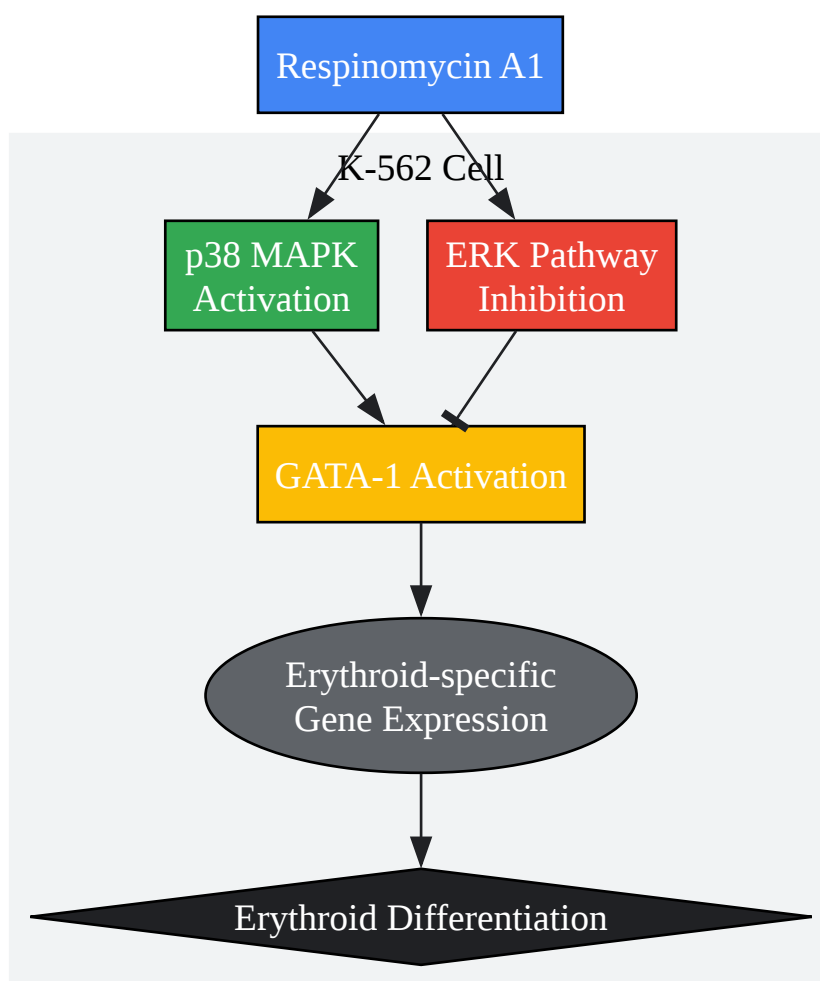 Respinomycin A1
K-562 Cell
p38 MAPK
Activation
ERK Pathway
Inhibition
GATA-1 Activation
Erythroid-specific
Gene Expression
Erythroid Differentiation